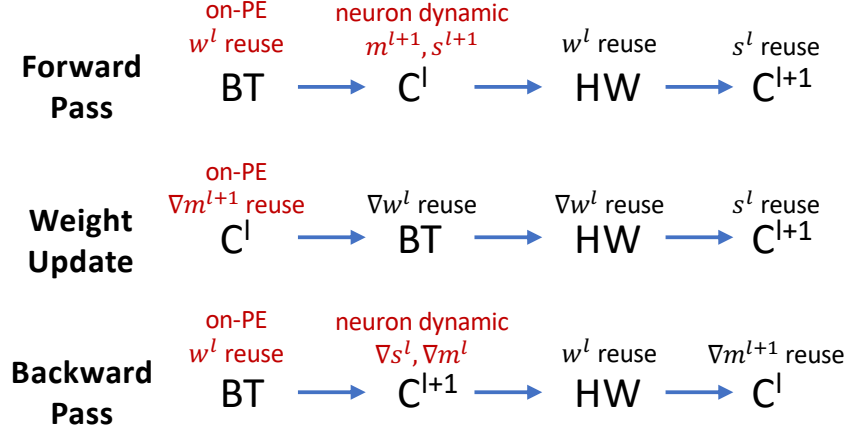 on-PE
neuron dynamic
w^l reuse
m^{l+1}, s^{l+1}
w^l reuse
s^l reuse
Forward
Pass
BT
C^l
HW
C^{l+1}
on-PE
∇m^{l+1} reuse
∇w^l reuse
∇w^l reuse
s^l reuse
Weight
Update
C^l
BT
HW
C^{l+1}
on-PE
neuron dynamic
w^l reuse
∇s^l, ∇m^l
w^l reuse
∇m^{l+1} reuse
Backward
Pass
BT
C^{l+1}
HW
C^l